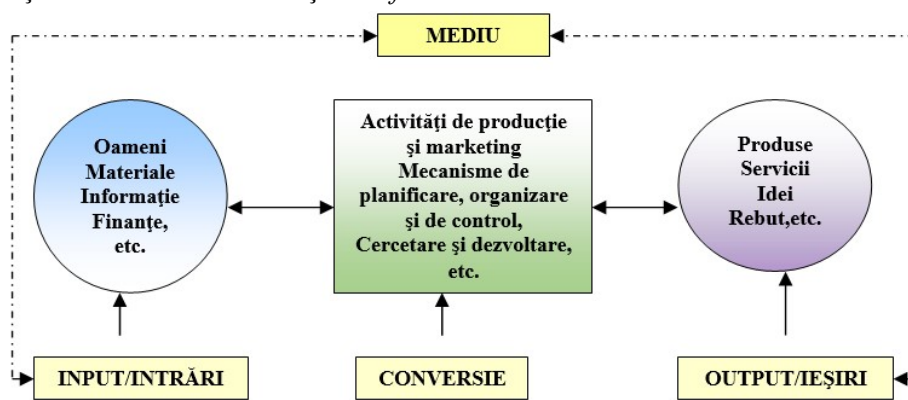 MEDIU
Oameni
Materiale
Informaţie
Finanţe,
etc.
Activităţi de producţie
şi marketing
Mecanisme de
planificare, organizare
şi de control,
Cercetare şi dezvoltare,
etc.
Produse
Servicii
Idei
Rebut,etc.
INPUT/INTRĂRI
CONVERSIE
OUTPUT/IEŞIRI